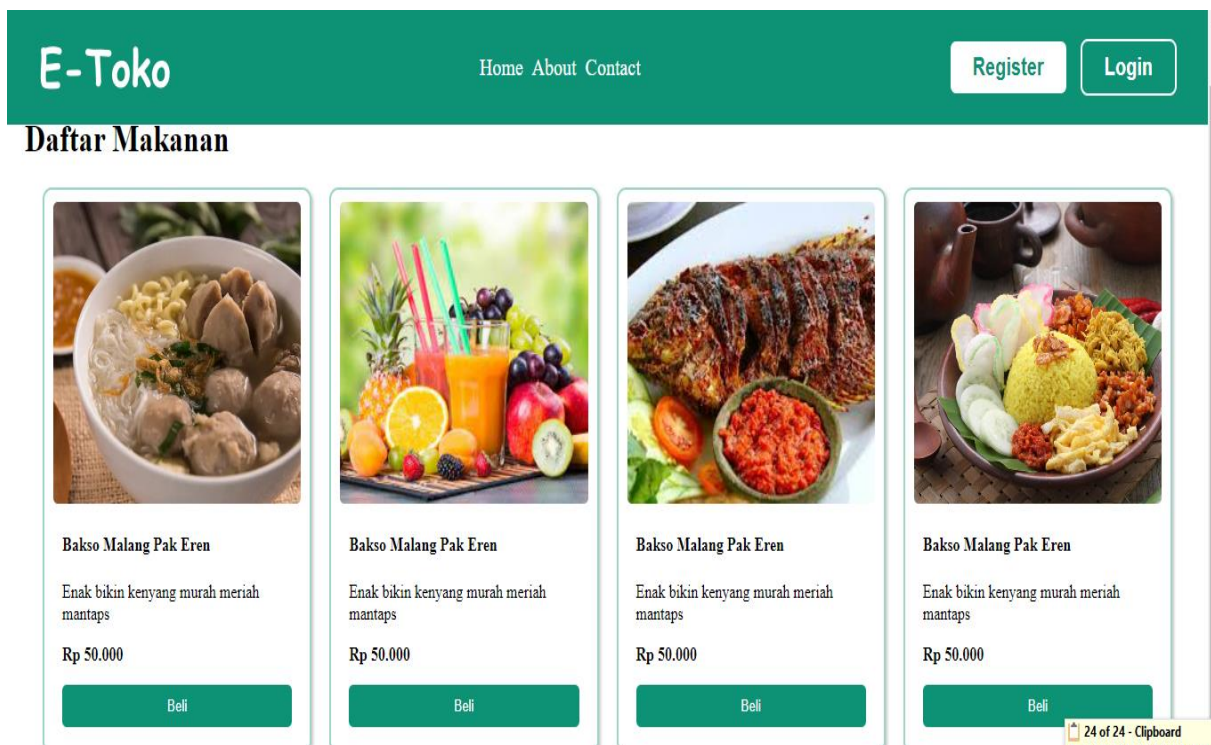 E-Toko
Home About Contact
Register
Login
Daftar Makanan
Bakso Malang Pak Eren
Enak bikin kenyang murah meriah
mantaps
Rp 50.000
Beli
Bakso Malang Pak Eren
Enak bikin kenyang murah meriah
mantaps
Rp 50.000
Beli
Bakso Malang Pak Eren
Enak bikin kenyang murah meriah
mantaps
Rp 50.000
Beli
Bakso Malang Pak Eren
Enak bikin kenyang murah meriah
mantaps
Rp 50.000
Beli
24 of 24 - Clipboard